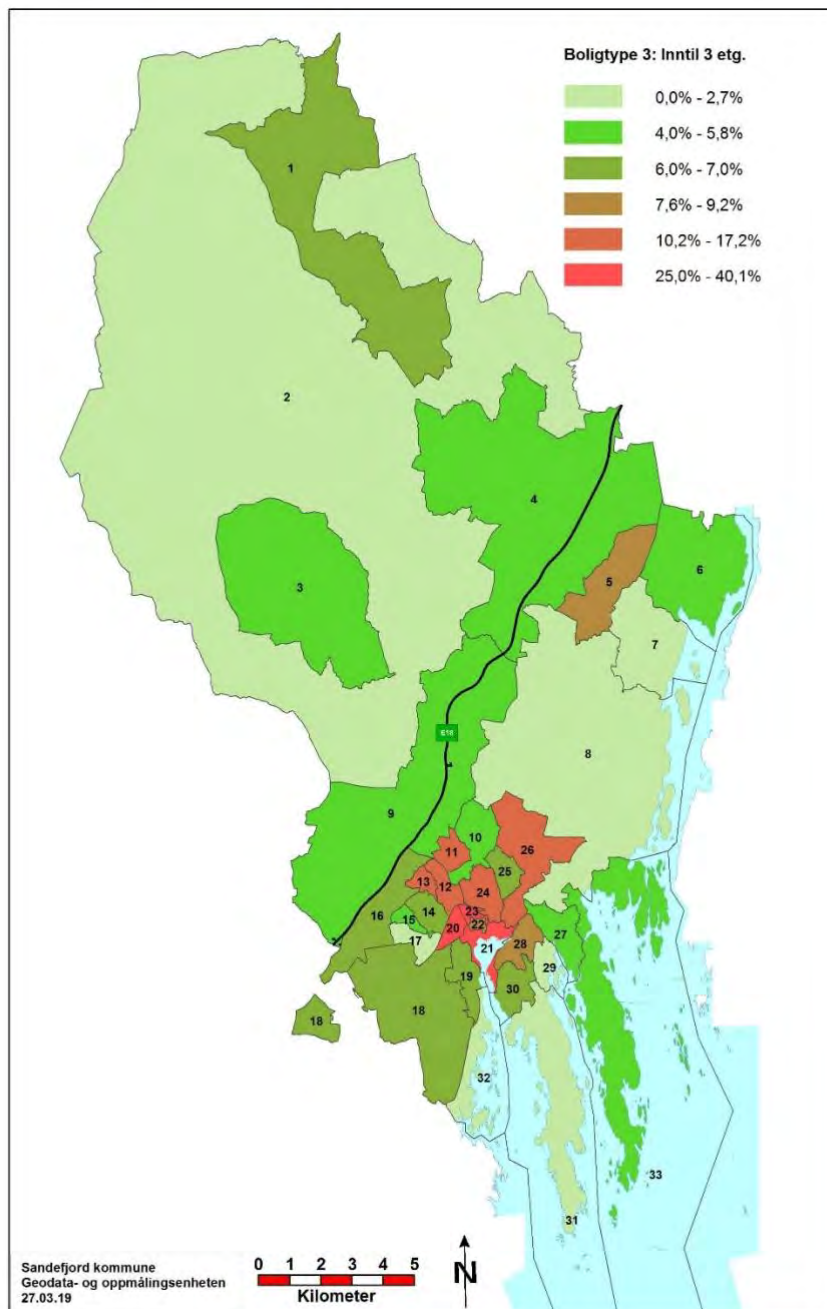 Boligtype 3: Inntil 3 etg.
0,0% - 2,7%
4,0% - 5,8%
6,0% - 7,0%
7,6% - 9,2%
10,2% - 17,2%
25,0% - 40,1%
1
2
4
3
5
6
7
E18
8
9
10
11
26
25
13
12
24
14
16
15
23
22
20
27
17
21
28
29
19
30
18
18
32
33
31
Sandefjord kommune
Geodata- og oppmålingsenheten
27.03.19
0 1 2 3 4 5
Kilometer
N